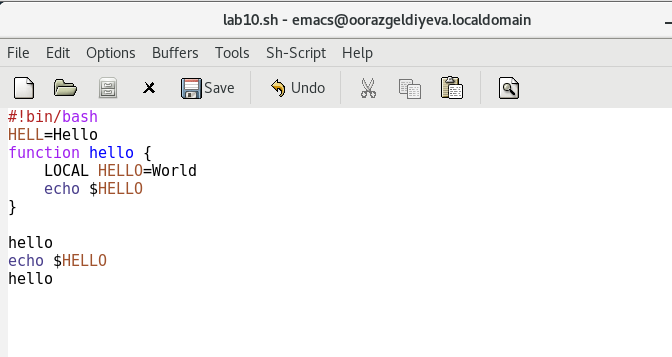 lab10.sh - emacs@oorazgeldiyeva.localdomain
File Edit Options Buffers Tools Sh-Script Help
Save Undo
#!bin/bash
HELL=Hello
function hello {
    LOCAL HELLO=World
    echo $HELLO
}
hello
echo $HELLO
hello